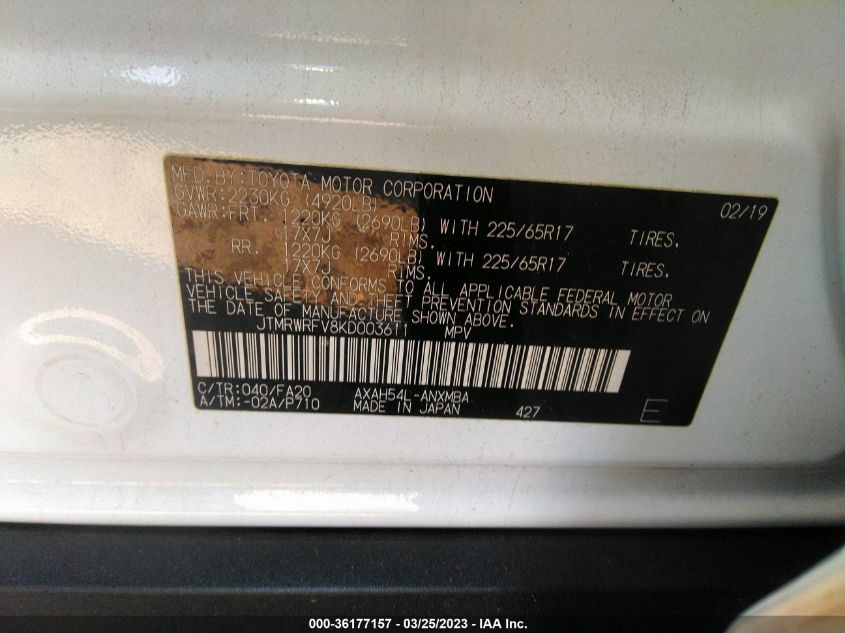 MFD.BY:TOYOTA MOTOR CORPORATION 02/19
GVWR:2230KG (4920LB)
GAWR:FRT. 1220KG (2690LB) WITH 225/65R17 TIRES,
17X7J RIMS.
RR. 1220KG (2690LB) WITH 225/65R17 TIRES,
17X7J RIMS.
THIS VEHICLE CONFORMS TO ALL APPLICABLE FEDERAL MOTOR
VEHICLE SAFETY AND THEFT PREVENTION STANDARDS IN EFFECT ON
THE DATE OF MANUFACTURE SHOWN ABOVE.
JTMRWRFV8KD003611 MPV
C/TR:040/FA20 AXAH54L-ANXMBA
A/TM:-02A/P710 MADE IN JAPAN 427 E
000-36177157 - 03/25/2023 - IAA Inc.